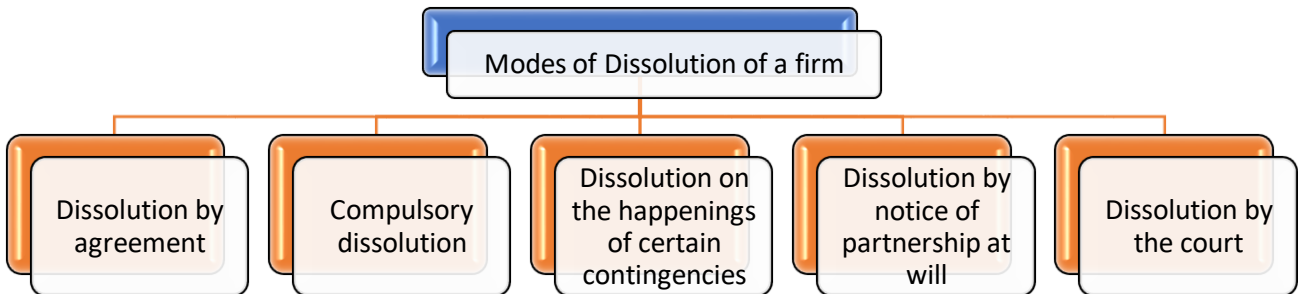 Modes of Dissolution of a firm
Dissolution by
agreement
Compulsory
dissolution
Dissolution on
the happenings
of certain
contingencies
Dissolution by
notice of
partnership at
will
Dissolution by
the court